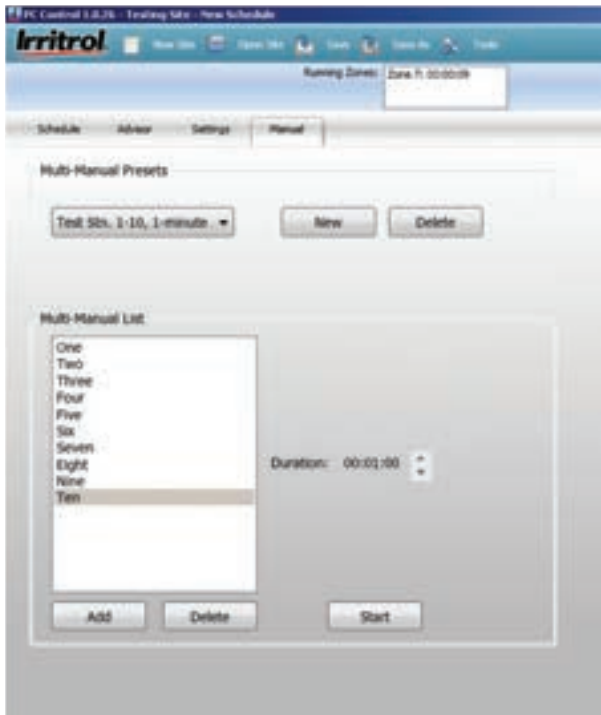 PC Control 1.0.26 - Testing Site - New Schedule
Irritrol New Site Open Site Save Save As Tools
Running Zones: Zone 7: 00:00:09
Schedule Advisor Settings Manual
Multi-Manual Presets
Test Stn. 1-10, 1-minute New Delete
Multi-Manual List
One
Two
Three
Four
Five
Six
Seven
Eight
Nine
Ten
Duration: 00:01:00
Add Delete Start